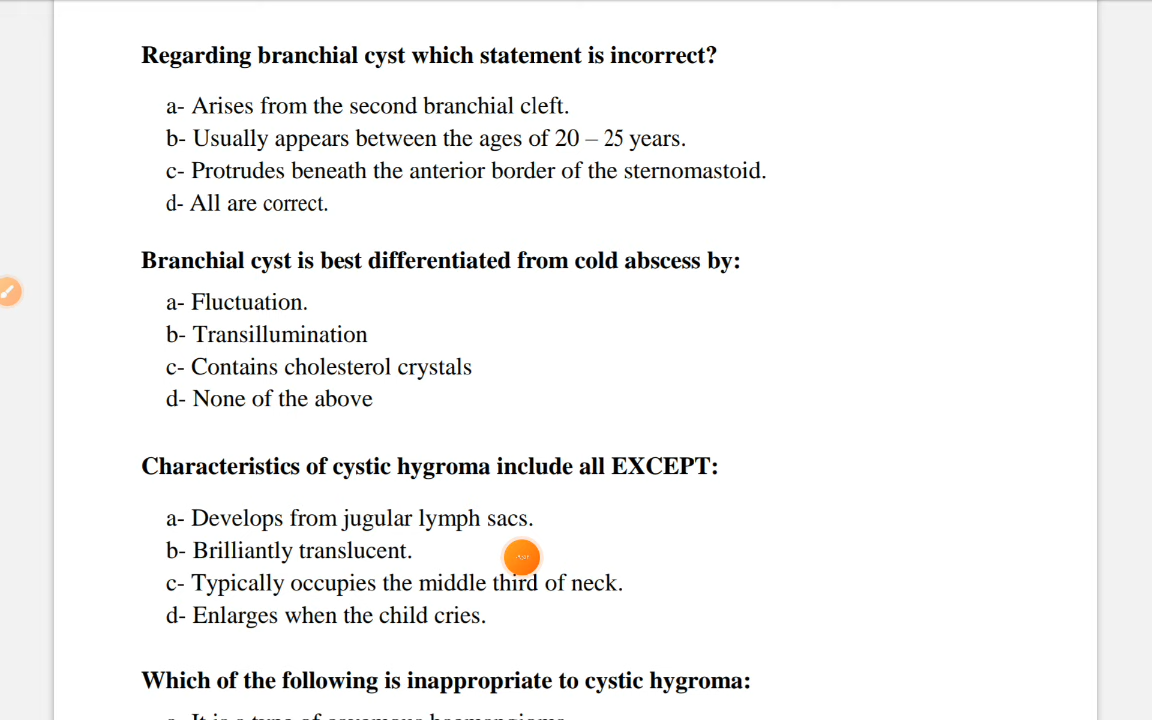 Regarding branchial cyst which statement is incorrect?
a- Arises from the second branchial cleft.
b- Usually appears between the ages of 20 – 25 years.
c- Protrudes beneath the anterior border of the sternomastoid.
d- All are correct.
Branchial cyst is best differentiated from cold abscess by:
a- Fluctuation.
b- Transillumination
c- Contains cholesterol crystals
d- None of the above
Characteristics of cystic hygroma include all EXCEPT:
a- Develops from jugular lymph sacs.
b- Brilliantly translucent.
c- Typically occupies the middle third of neck.
d- Enlarges when the child cries.
Which of the following is inappropriate to cystic hygroma: